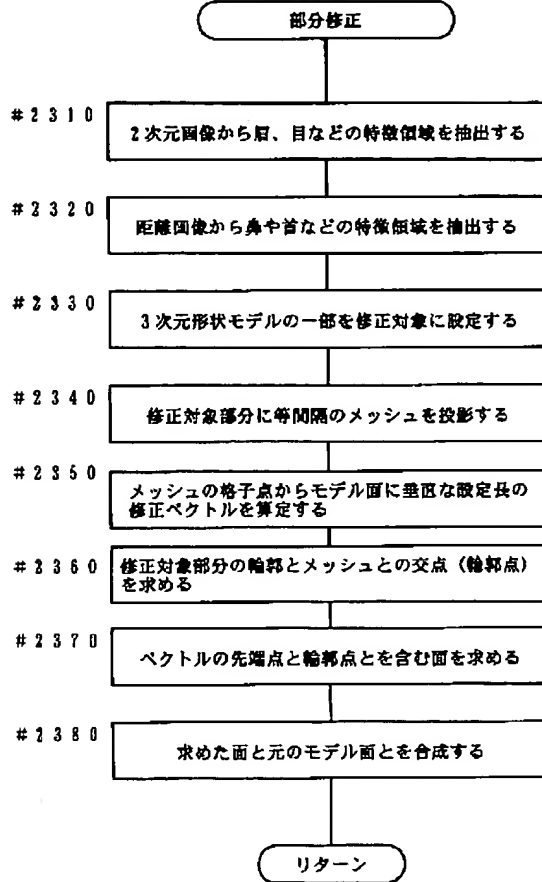 部分修正
#2310
2次元画像から眉、目などの特徴領域を抽出する
#2320
距離画像から鼻や首などの特徴領域を抽出する
#2330
3次元形状モデルの一部を修正対象に設定する
#2340
修正対象部分に等間隔のメッシュを投影する
#2350
メッシュの格子点からモデル面に垂直な設定長の
修正ベクトルを算定する
#2360
修正対象部分の輪郭とメッシュとの交点（輪郭点）
を求める
#2370
ベクトルの先端点と輪郭点とを含む面を求める
#2380
求めた面と元のモデル面とを合成する
リターン